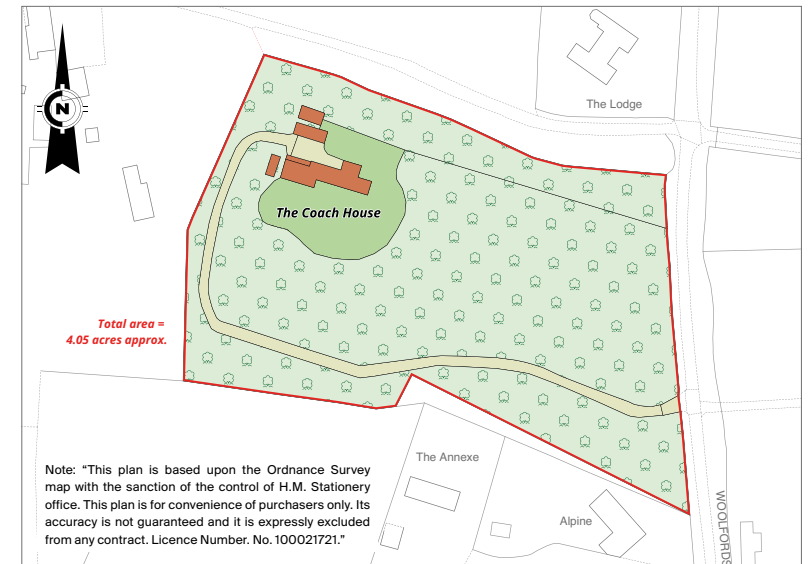 N
The Lodge
The Coach House
Total area =
4.05 acres approx.
The Annexe
Note: “This plan is based upon the Ordnance Survey
map with the sanction of the control of H.M. Stationery
office. This plan is for convenience of purchasers only. Its
accuracy is not guaranteed and it is expressly excluded
from any contract. Licence Number. No. 100021721.”
Alpine
WOOLFORDS